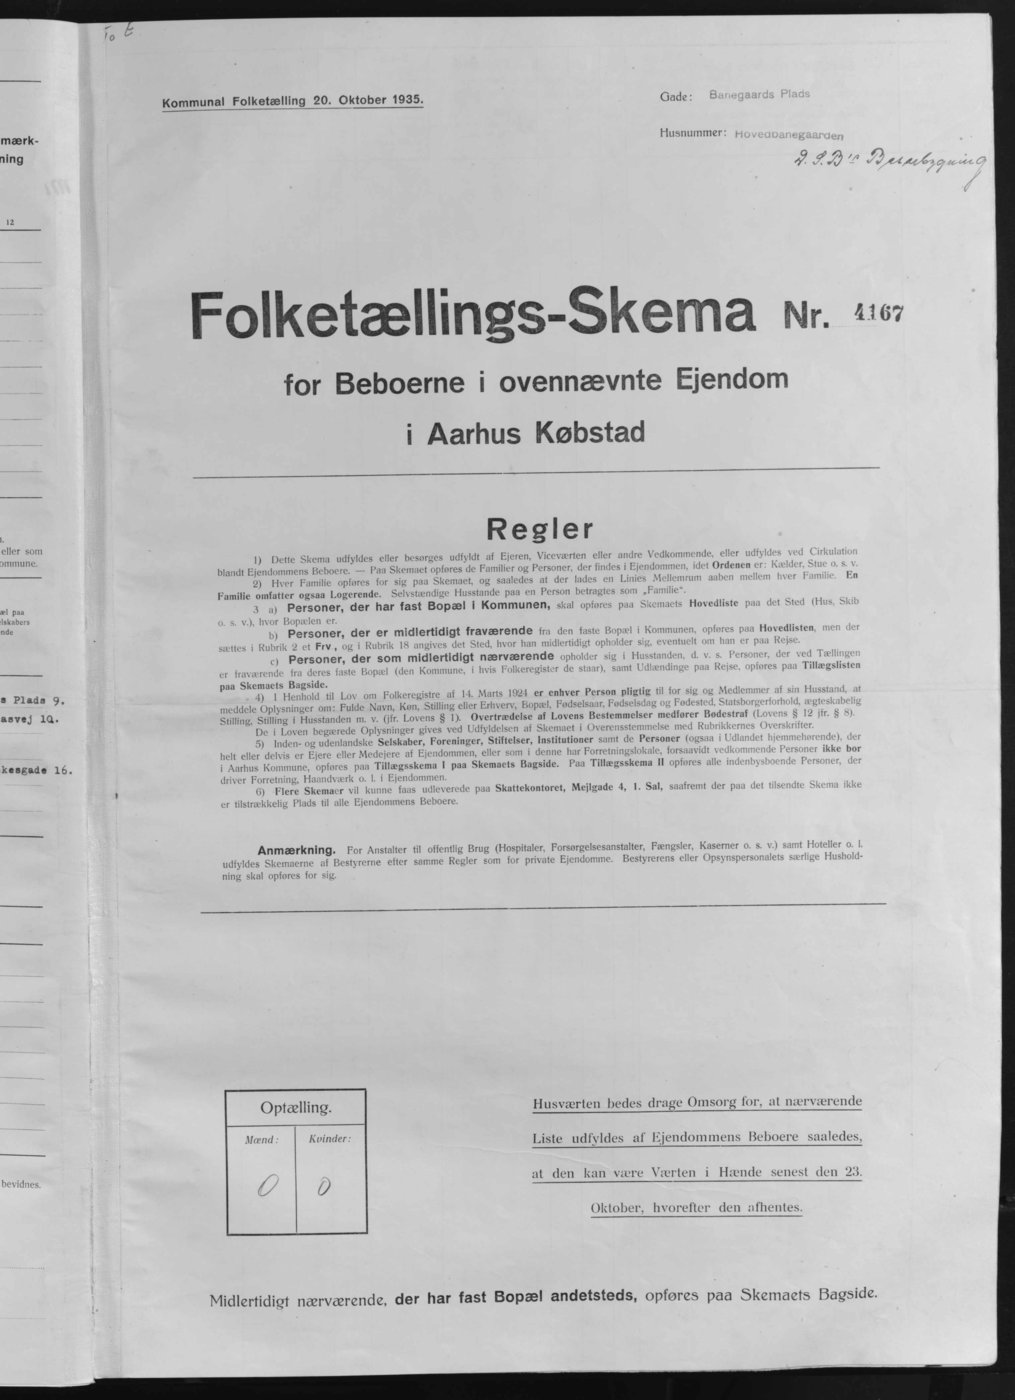 mærk-
ning
12
eller som
ommune.
æl paa
elskabers
nde
s Plads 9.
asvej 1Q.
kesgade 16.
bevidnes.
Kommunal Folketælling 20. Oktober 1935.
Gade: Banegaards Plads
Husnummer: Hovedbanegaarden
D.S.B's
Folketællings-Skema Nr. 4167
for Beboerne i ovennævnte Ejendom
i Aarhus Købstad
Regler
1) Dette Skema udfyldes eller besørges udfyldt af Ejeren, Viceværten eller andre Vedkommende, eller udfyldes ved Cirkulation
blandt Ejendommens Beboere. — Paa Skemaet opføres de Familier og Personer, der findes i Ejendommen, idet Ordenen er: Kælder, Stue o. s. v.
2) Hver Familie opføres for sig paa Skemaet, og saaledes at der lades en Linies Mellemrum aaben mellem hver Familie. En
Familie omfatter ogsaa Logerende. Selvstændige Husstande paa en Person betragtes som „Familie".
3 a) Personer, der har fast Bopæl i Kommunen, skal opføres paa Skemaets Hovedliste paa det Sted (Hus, Skib
o. s. v.), hvor Bopælen er.
b) Personer, der er midlertidigt fraværende fra den faste Bopæl i Kommunen, opføres paa Hovedlisten, men der
sættes i Rubrik 2 et Frv., og i Rubrik 18 angives det Sted, hvor han midlertidigt opholder sig, eventuelt om han er paa Rejse.
c) Personer, der som midlertidigt nærværende opholder sig i Husstanden, d. v. s. Personer, der ved Tællingen
er fraværende fra deres faste Bopæl (den Kommune, i hvis Folkeregister de staar), samt Udlændinge paa Rejse, opføres paa Tillægslisten
paa Skemaets Bagside.
4) I Henhold til Lov om Folkeregistre af 14. Marts 1924 er enhver Person pligtig til for sig og Medlemmer af sin Husstand, at
meddele Oplysninger om: Fulde Navn, Køn, Stilling eller Erhverv, Bopæl, Fødselsaar, Fødselsdag og Fødested, Statsborgerforhold, ægteskabelig
Stilling, Stilling i Husstanden m. v. (jfr. Lovens § 1). Overtrædelse af Lovens Bestemmelser medfører Bødestraf (Lovens § 12 jfr. § 8).
De i Loven begærede Oplysninger gives ved Udfyldelsen af Skemaet i Overensstemmelse med Rubrikkernes Overskrifter.
5) Inden- og udenlandske Selskaber, Foreninger, Stiftelser, Institutioner samt de Personer (ogsaa i Udlandet hjemmehørende), der
helt eller delvis er Ejere eller Medejere af Ejendommen, eller som i denne har Forretningslokale, forsaavidt vedkommende Personer ikke bor
i Aarhus Kommune, opføres paa Tillægsskema I paa Skemaets Bagside. Paa Tillægsskema II opføres alle indenbysboende Personer, der
driver Forretning, Haandværk o. l. i Ejendommen.
6) Flere Skemaer vil kunne faas udleverede paa Skattekontoret, Mejlgade 4, 1. Sal, saafremt der paa det tilsendte Skema ikke
er tilstrækkelig Plads til alle Ejendommens Beboere.
Anmærkning. For Anstalter til offentlig Brug (Hospitaler, Forsørgelsesanstalter, Fængsler, Kaserner o. s. v.) samt Hoteller o. l.
udfyldes Skemaerne af Bestyrerne efter samme Regler som for private Ejendomme. Bestyrerens eller Opsynspersonalets særlige Hushold-
ning skal opføres for sig.
Optælling.
Mænd: Kvinder:
0 0
Husværten bedes drage Omsorg for, at nærværende
Liste udfyldes af Ejendommens Beboere saaledes,
at den kan være Værten i Hænde senest den 23.
Oktober, hvorefter den afhentes.
Midlertidigt nærværende, der har fast Bopæl andetsteds, opføres paa Skemaets Bagside.